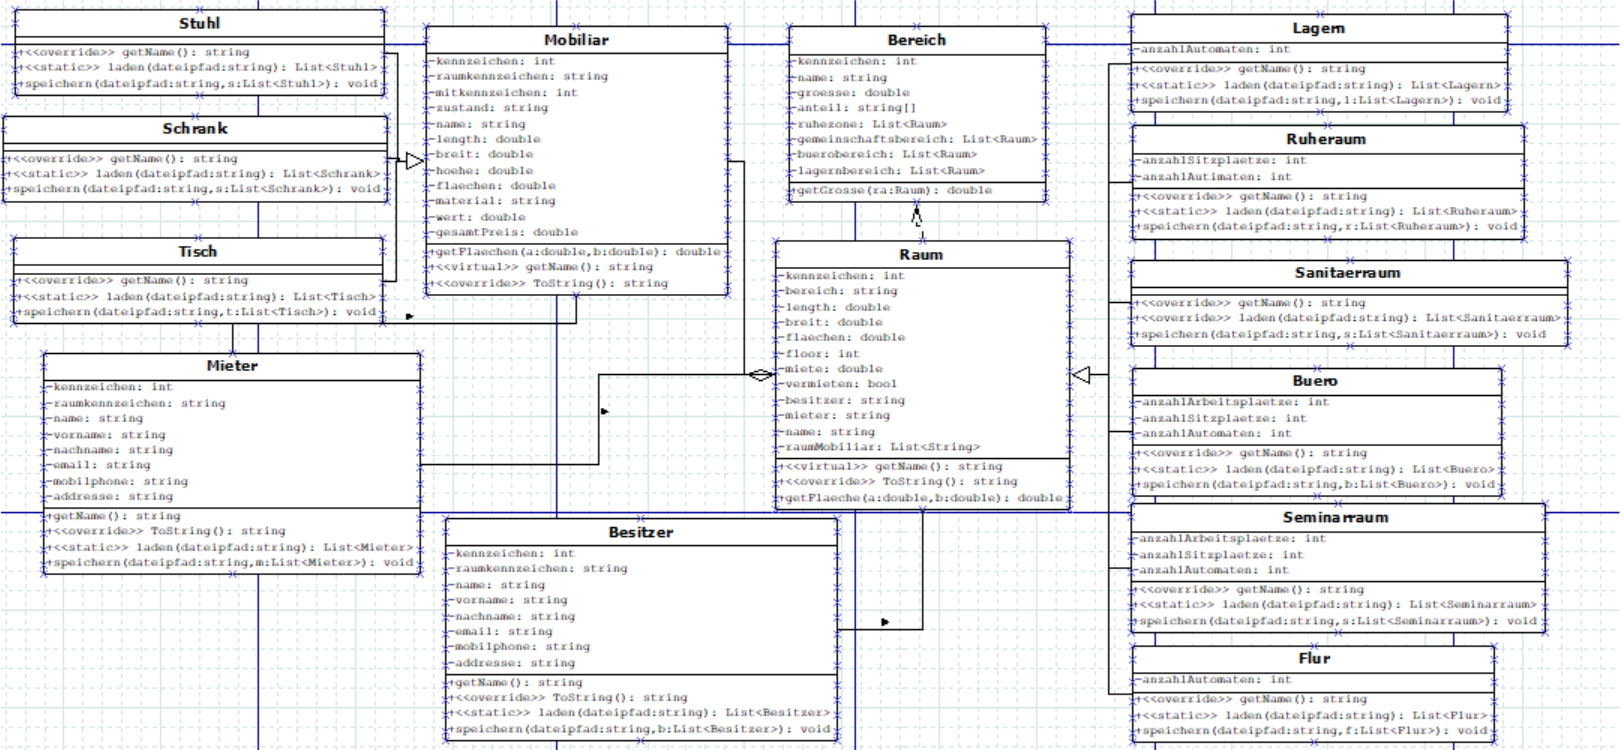 Stuhl
+<<override>> getName(): string
+<<static>> laden(dateipfad:string): List<Stuhl>
+speichern(dateipfad:string,s:List<Stuhl>): void
Schrank
+<<override>> getName(): string
+<<static>> laden(dateipfad:string): List<Schrank>
+speichern(dateipfad:string,s:List<Schrank>): void
Tisch
+<<override>> getName(): string
+<<static>> laden(dateipfad:string): List<Tisch>
+speichern(dateipfad:string,t:List<Tisch>): void
Mieter
-kennzeichen: int
-raumkennzeichen: string
-name: string
-vorname: string
-nachname: string
-email: string
-mobilphone: string
-addresse: string
+getName(): string
+<<override>> ToString(): string
+<<static>> laden(dateipfad:string): List<Mieter>
+speichern(dateipfad:string,m:List<Mieter>): void
Mobiliar
-kennzeichen: int
-raumkennzeichen: string
-mitkennzeichen: int
-zustand: string
-name: string
-length: double
-breit: double
-hoehe: double
-flaechen: double
-material: string
-wert: double
-gesamtPreis: double
+getFlaechen(a:double,b:double): double
+<<virtual>> getName(): string
+<<override>> ToString(): string
Besitzer
-kennzeichen: int
-raumkennzeichen: string
-name: string
-vorname: string
-nachname: string
-email: string
-mobilphone: string
-addresse: string
+getName(): string
+<<override>> ToString(): string
+<<static>> laden(dateipfad:string): List<Besitzer>
+speichern(dateipfad,b:List<Besitzer>): void
Bereich
-kennzeichen: int
-name: string
-groesse: double
-anteil: string[]
-ruhezone: List<Raum>
-gemeinschaftsbereich: List<Raum>
-buerobereich: List<Raum>
-lagernbereich: List<Raum>
+getGrosse(ra:Raum): double
Raum
-kennzeichen: int
-bereich: string
-length: double
-breit: double
-flaechen: double
-floor: int
-miete: double
-vermieten: bool
-besitzer: string
-mieter: string
-name: string
-raumMobiliar: List<String>
+<<virtual>> getName(): string
+<<override>> ToString(): string
+getFlaeche(a:double,b:double): double
Lagern
-anzahlAutomaten: int
+<<override>> getName(): string
+<<static>> laden(dateipfad:string): List<Lagern>
+speichern(dateipfad:string,l:List<Lagern>): void
Ruheraum
-anzahlSitzplaetze: int
-anzahlAutimaten: int
+<<override>> getName(): string
+<<static>> laden(dateipfad:string): List<Ruheraum>
+speichern(dateipfad:string,r:List<Ruheraum>): void
Sanitaerraum
+<<override>> getName(): string
+<<override>> laden(dateipfad:string): List<Sanitaerraum>
+speichern(dateipfad:string,s:List<Sanitaerraum>): void
Buero
-anzahlArbeitsplaetze: int
-anzahlSitzplaetze: int
-anzahlAutomaten: int
+<<override>> getName(): string
+<<static>> laden(dateipfad:string): List<Buero>
+speichern(dateipfad:string,b:List<Buero>): void
Seminarraum
-anzahlArbeitsplaetze: int
-anzahlSitzplaetze: int
-anzahlAutomaten: int
+<<override>> getName(): string
+<<static>> laden(dateipfad:string): List<Seminarraum>
+speichern(dateipfad:string,s:List<Seminarraum>): void
Flur
-anzahlAutomaten: int
+<<override>> getName(): string
+<<static>> laden(dateipfad:string): List<Flur>
+speichern(dateipfad:string,f:List<Flur>): void